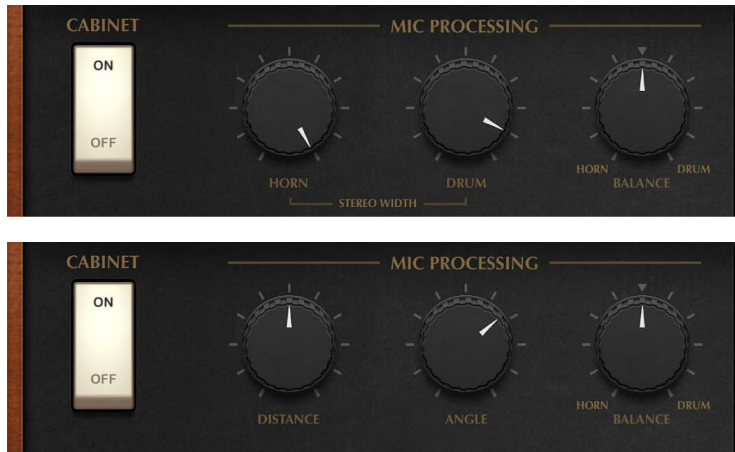 CABINET MIC PROCESSING
ON
OFF
HORN DRUM
HORN DRUM
BALANCE
STEREO WIDTH
CABINET MIC PROCESSING
ON
OFF
HORN DRUM
DISTANCE ANGLE BALANCE